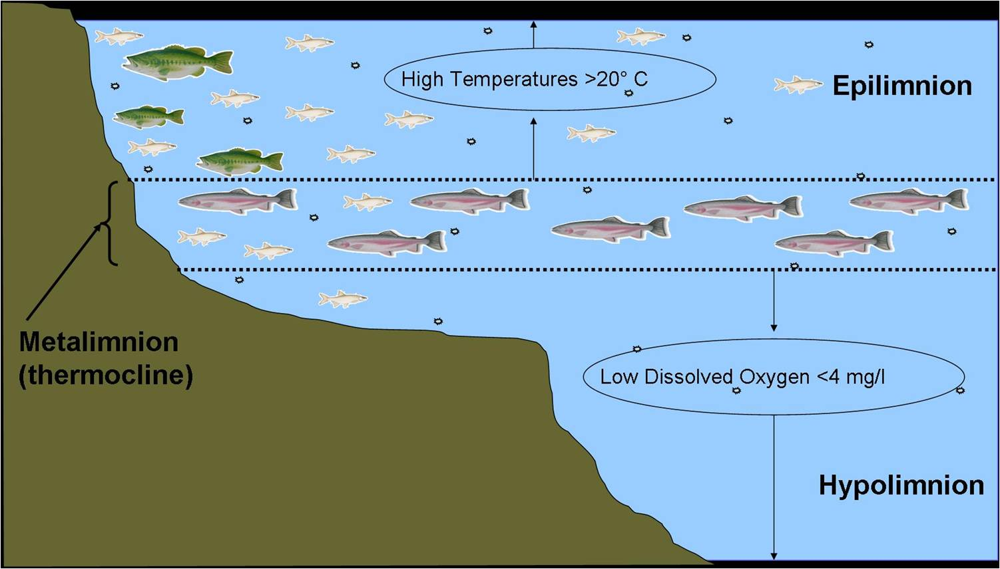 High Temperatures >20° C
Epilimnion
Metalimnion
(thermocline)
Low Dissolved Oxygen <4 mg/l
Hypolimnion